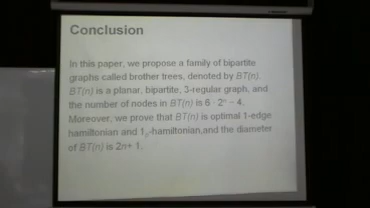 Conclusion
In this paper, we propose a family of bipartite
graphs called brother trees, denoted by BT(n).
BT(n) is a planar, bipartite, 3-regular graph, and
the number of nodes in BT(n) is 6 · 2ⁿ – 4.
Moreover, we prove that BT(n) is optimal 1-edge
hamiltonian and 1ₚ-hamiltonian,and the diameter
of BT(n) is 2n+ 1.